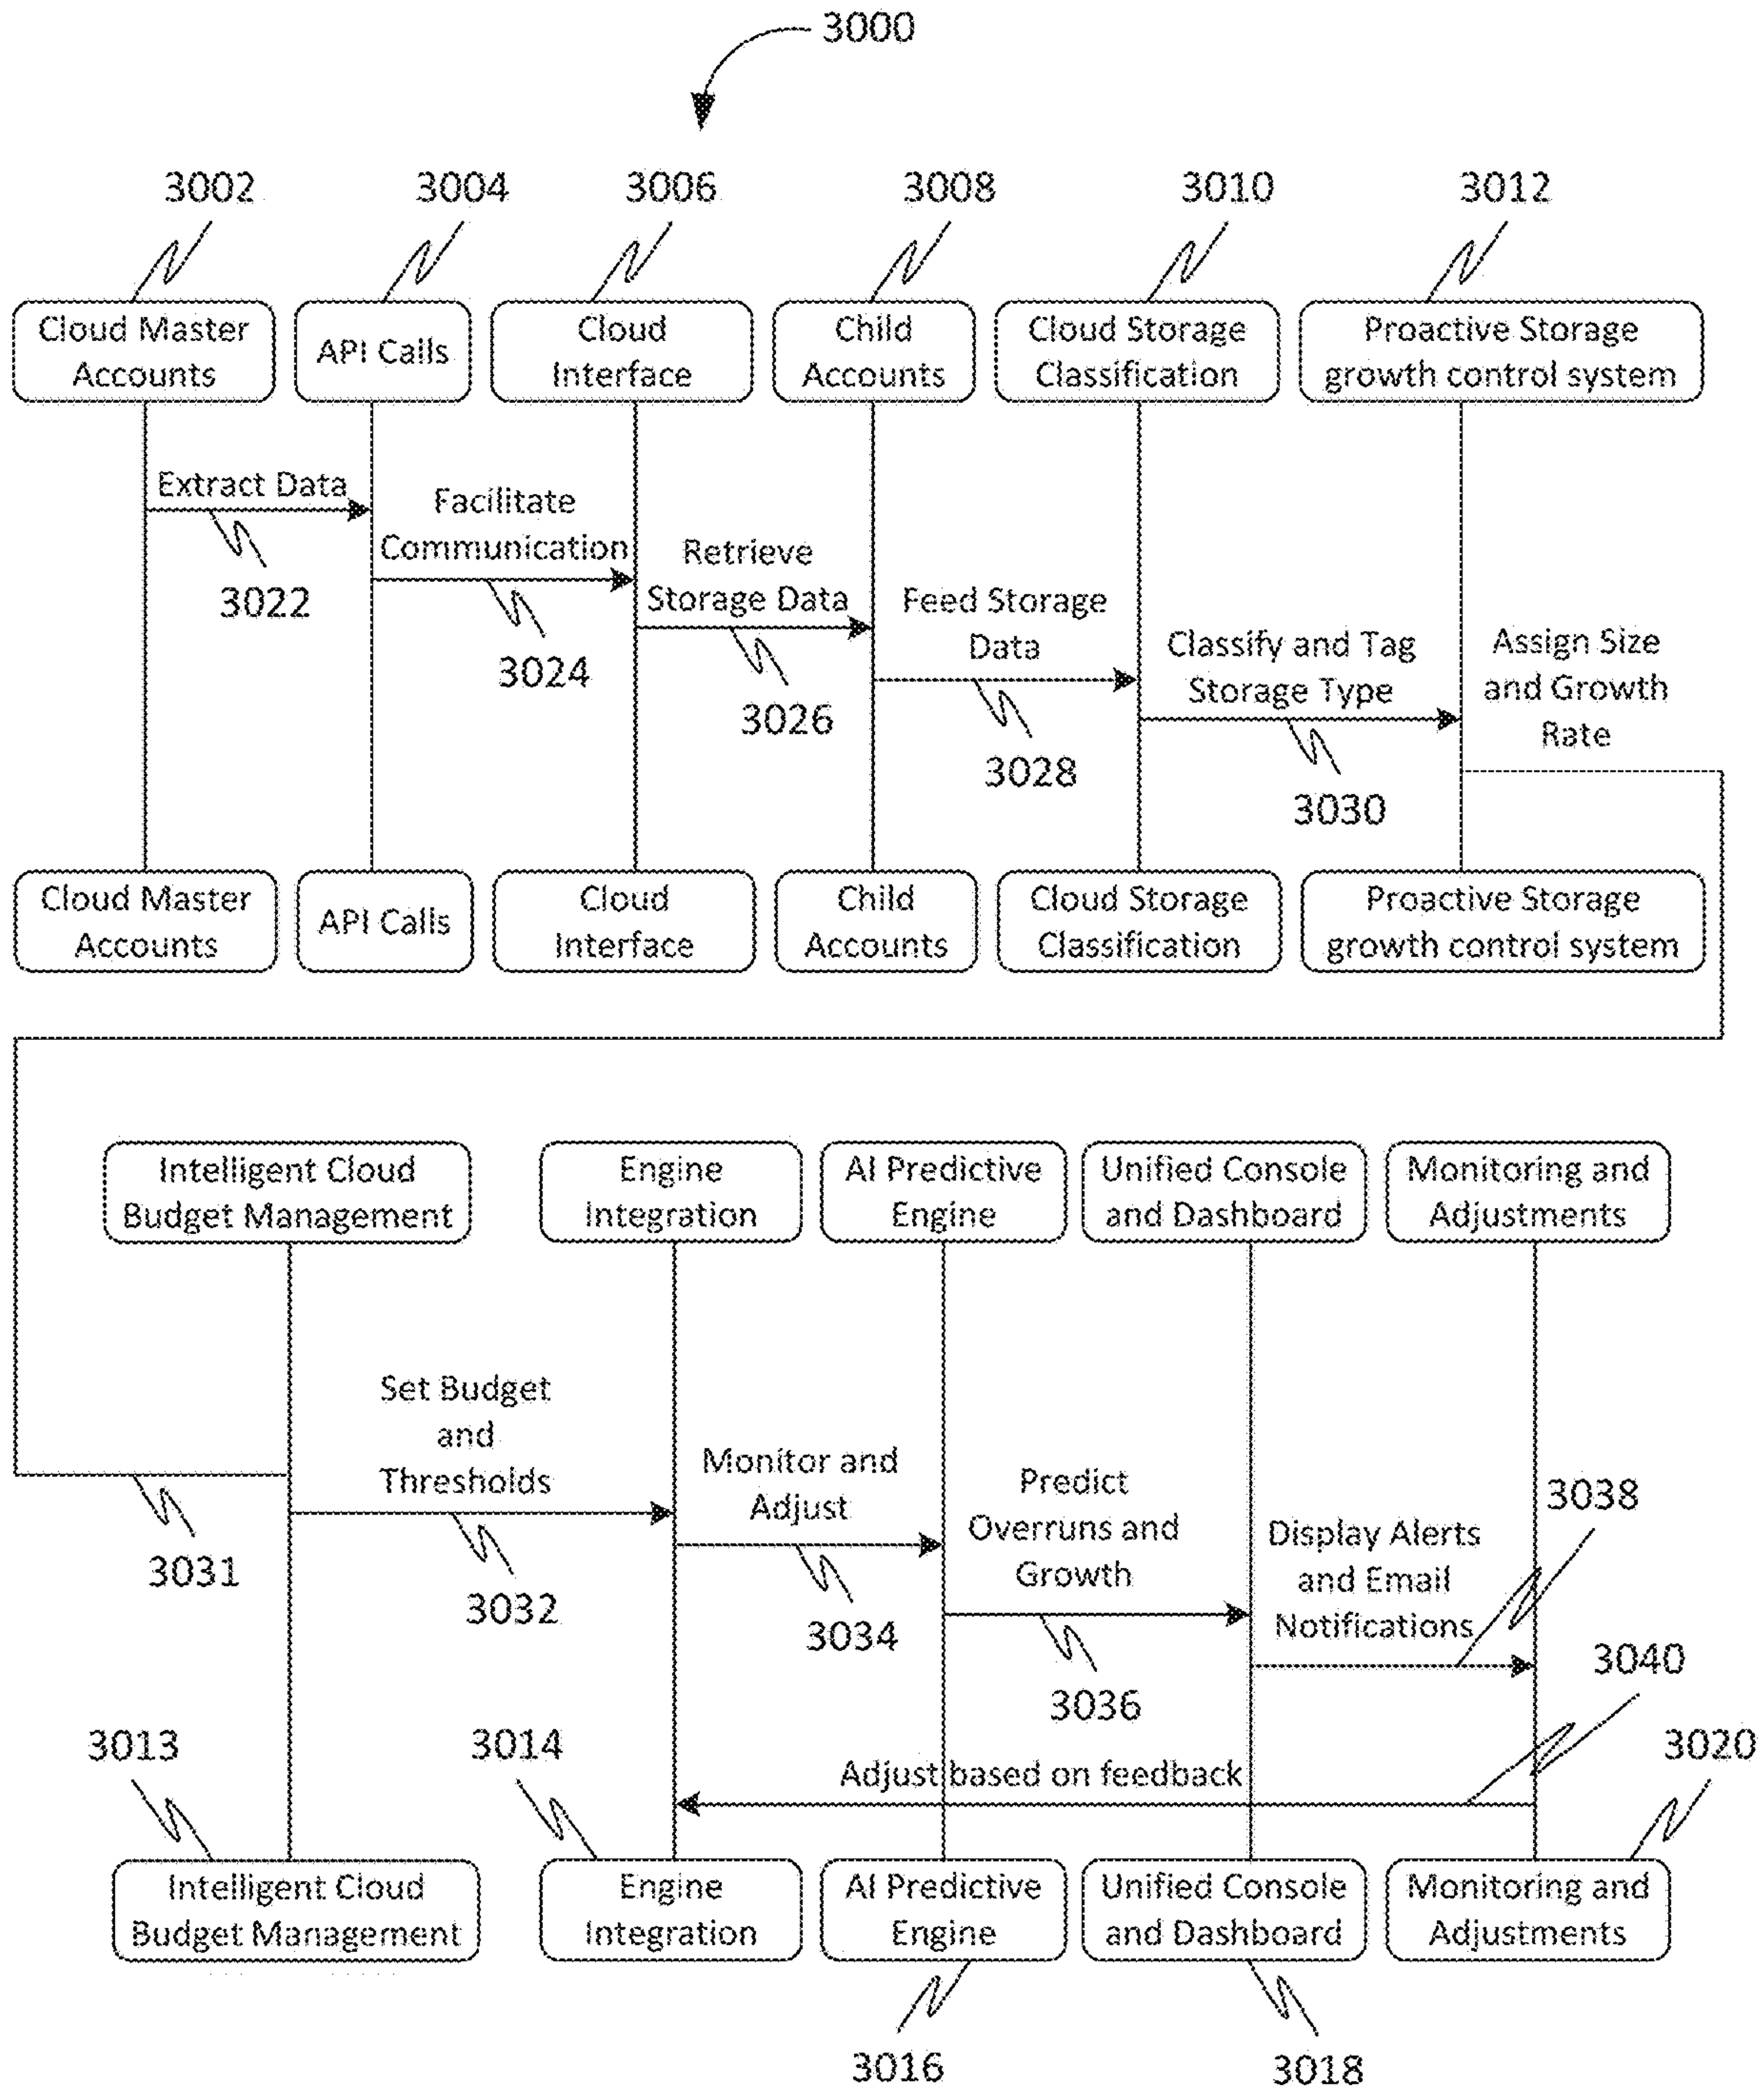 3000
3002
3004
3006
3008
3010
3012
Cloud Master
Accounts
API Calls
Cloud
Interface
Child
Accounts
Cloud Storage
Classification
Proactive Storage
growth control system
Extract Data
3022
Facilitate
Communication
3024
Retrieve
Storage Data
3026
Feed Storage
Data
3028
Classify and Tag
Storage Type
3030
Assign Size
and Growth
Rate
Cloud Master
Accounts
API Calls
Cloud
Interface
Child
Accounts
Cloud Storage
Classification
Proactive Storage
growth control system
Intelligent Cloud
Budget Management
Engine
Integration
AI Predictive
Engine
Unified Console
and Dashboard
Monitoring and
Adjustments
3031
Set Budget
and
Thresholds
3032
Monitor and
Adjust
3034
Predict
Overruns and
Growth
3036
Display Alerts
and Email
Notifications
3038
3040
Adjust based on feedback
3013
3014
3020
Intelligent Cloud
Budget Management
Engine
Integration
AI Predictive
Engine
Unified Console
and Dashboard
Monitoring and
Adjustments
3016
3018